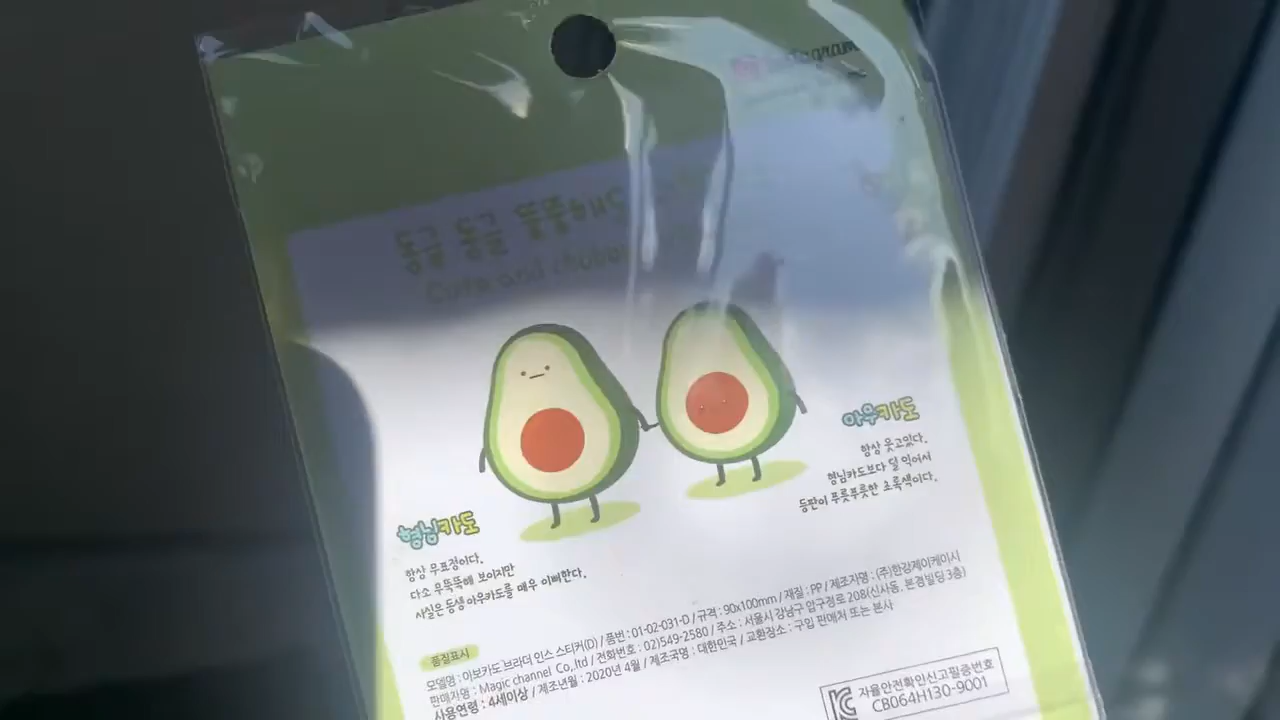 동글 동글
Cute and
아우카도
항상 웃고있다.
형님카도보다 덜 익어서
등판이 푸릇푸릇한 초록색이다.
형님카도
항상 무표정이다.
다소 무뚝뚝해 보이지만
사실은 동생 아우카도를 매우 이뻐한다.
품질표시
모델명 : 아보카도 브라더 인스 스티커(D) / 품번 : 01-02-031-D / 규격 : 90x100mm / 재질 : PP / 제조자명 : (주)한강제이케이시
판매자명 : Magic channel Co,.ltd / 전화번호 : 02)549-2580 / 주소 : 서울시 강남구 압구정로 208(신사동, 본경빌딩 3층)
사용연령 : 4세이상 / 제조년월 : 2020년 4월 / 제조국명 : 대한민국 / 교환장소 : 구입 판매처 또는 본사
자율안전확인신고필증번호
CB064H130-9001